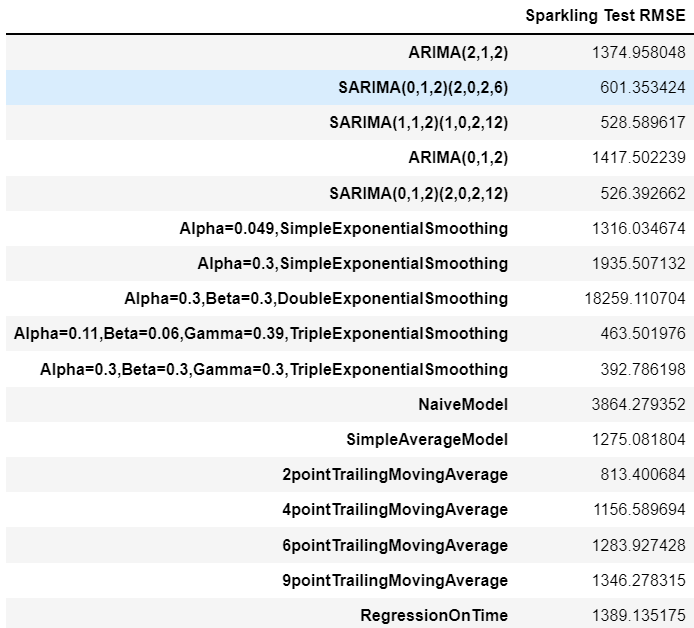 Sparkling Test RMSE
ARIMA(2,1,2) 1374.958048
SARIMA(0,1,2)(2,0,2,6) 601.353424
SARIMA(1,1,2)(1,0,2,12) 528.589617
ARIMA(0,1,2) 1417.502239
SARIMA(0,1,2)(2,0,2,12) 526.392662
Alpha=0.049,SimpleExponentialSmoothing 1316.034674
Alpha=0.3,SimpleExponentialSmoothing 1935.507132
Alpha=0.3,Beta=0.3,DoubleExponentialSmoothing 18259.110704
Alpha=0.11,Beta=0.06,Gamma=0.39,TripleExponentialSmoothing 463.501976
Alpha=0.3,Beta=0.3,Gamma=0.3,TripleExponentialSmoothing 392.786198
NaiveModel 3864.279352
SimpleAverageModel 1275.081804
2pointTrailingMovingAverage 813.400684
4pointTrailingMovingAverage 1156.589694
6pointTrailingMovingAverage 1283.927428
9pointTrailingMovingAverage 1346.278315
RegressionOnTime 1389.135175